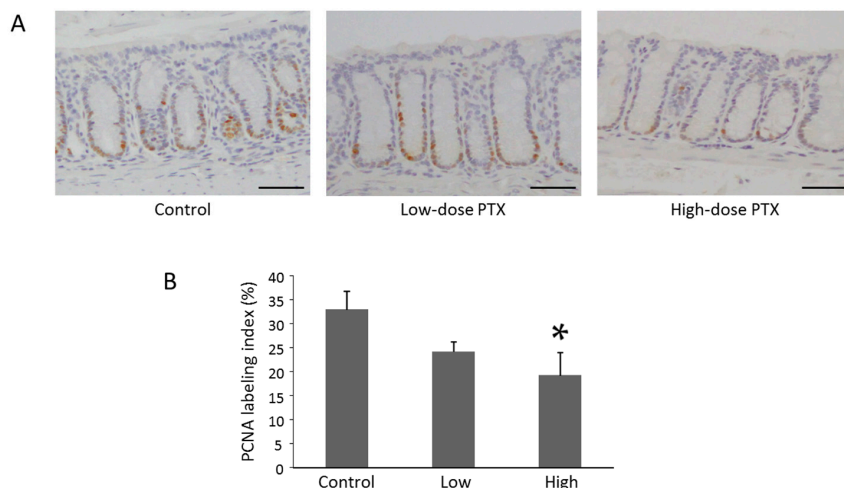 A
Control
Low-dose PTX
High-dose PTX
B
PCNA labeling index (%)
40
35
30
25
20
15
10
5
0
*
Control
Low
High